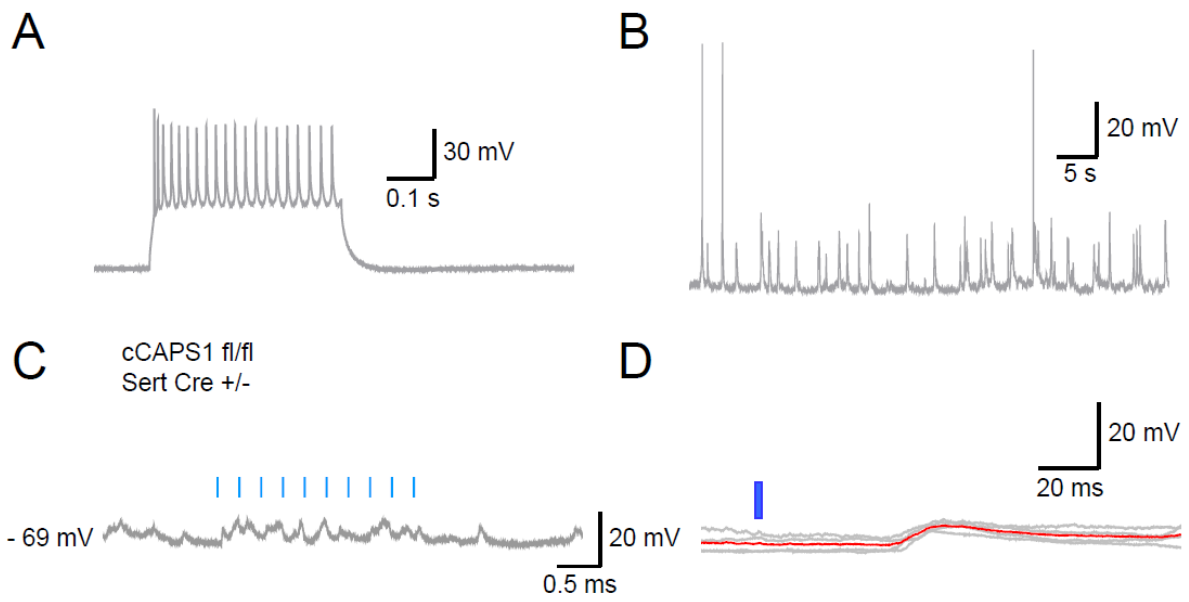 A
30 mV
0.1 s
B
20 mV
5 s
C
cCAPS1 fl/fl
Sert Cre +/-
- 69 mV
20 mV
0.5 ms
D
20 mV
20 ms